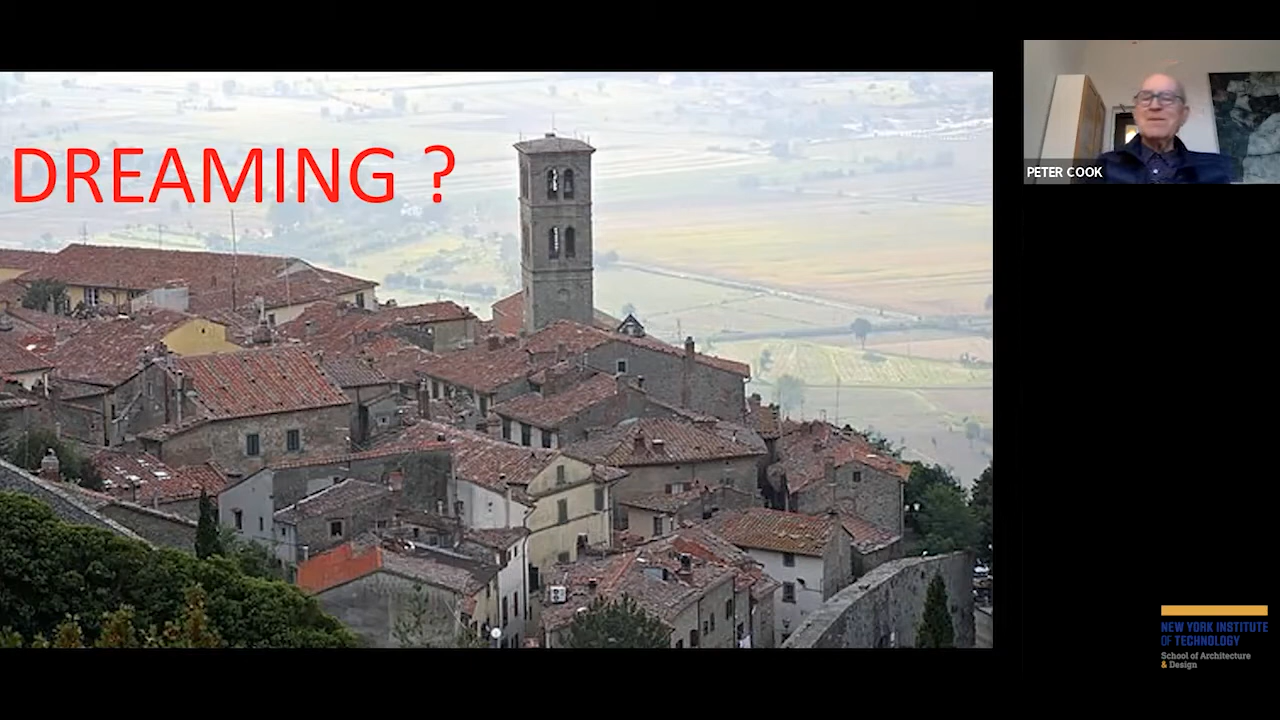 DREAMING ?
PETER COOK
NEW YORK INSTITUTE
OF TECHNOLOGY
School of Architecture
& Design